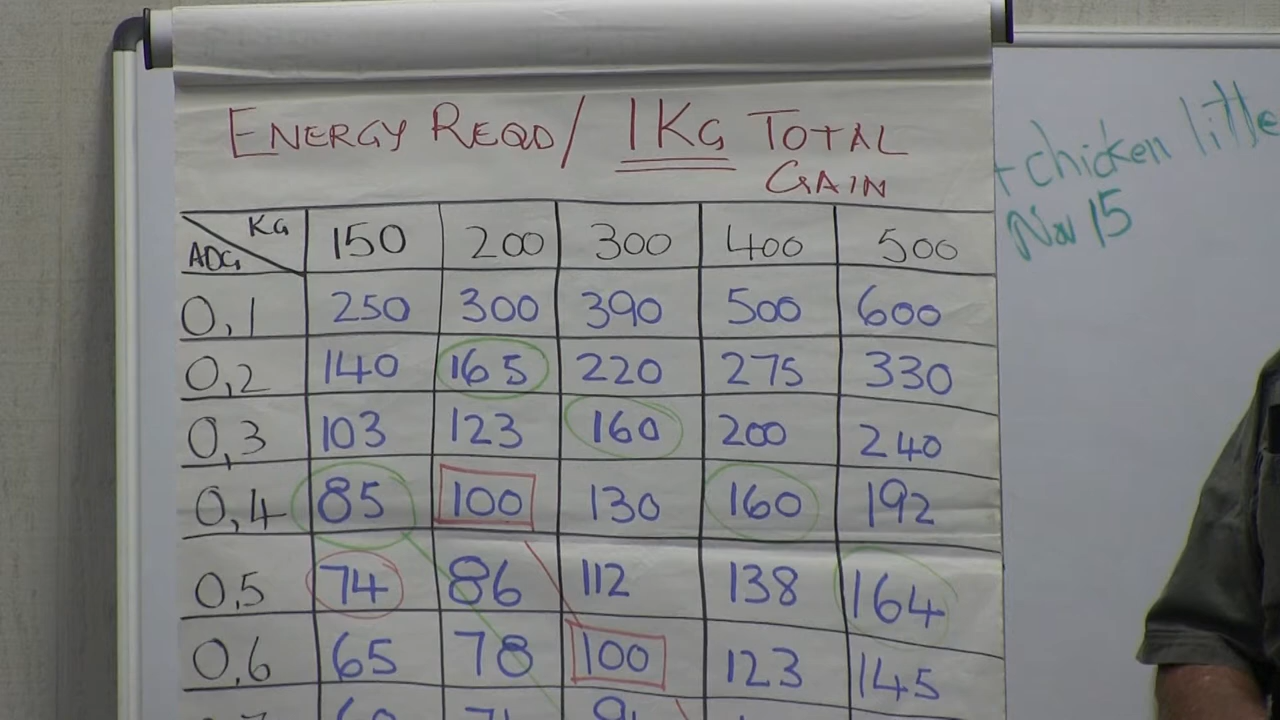 ENERGY REQD/ 1KG TOTAL
GAIN
KG ADG 150 200 300 400 500
0,1 250 300 390 500 600
0,2 140 165 220 275 330
0,3 103 123 160 200 240
0,4 85 100 130 160 192
0,5 74 86 112 138 164
0,6 65 78 100 123 145
chicken little
Nov 15